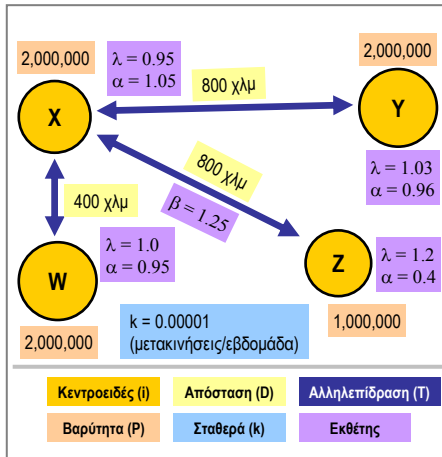 2,000,000
λ = 0.95
α = 1.05
X
800 χλμ
2,000,000
Y
λ = 1.03
α = 0.96
800 χλμ
β = 1.25
400 χλμ
W
λ = 1.0
α = 0.95
2,000,000
Z
λ = 1.2
α = 0.4
1,000,000
k = 0.00001
(μετακινήσεις/εβδομάδα)
Κεντροειδές (i)
Απόσταση (D)
Αλληλεπίδραση (T)
Βαρύτητα (P)
Σταθερά (k)
Εκθέτης